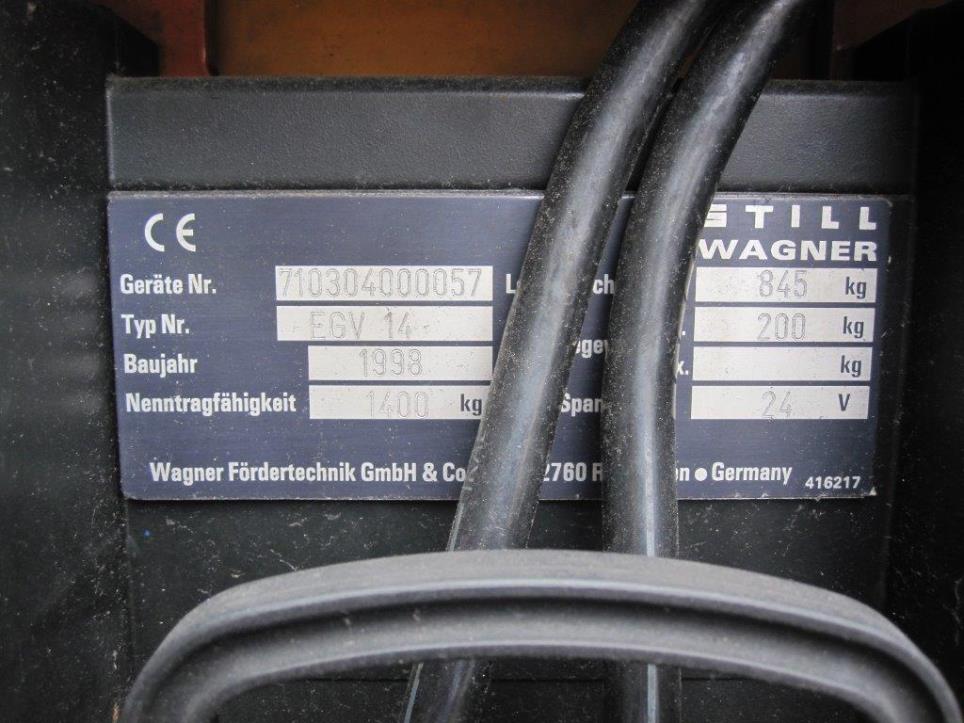 CE
STILL
WAGNER
Geräte Nr. 710304000057 845 kg
Typ Nr. EGV 14 200 kg
Baujahr 1998 kg
Nenntragfähigkeit 1400 kg 24 V
Wagner Fördertechnik GmbH & Co 2760 Germany
416217